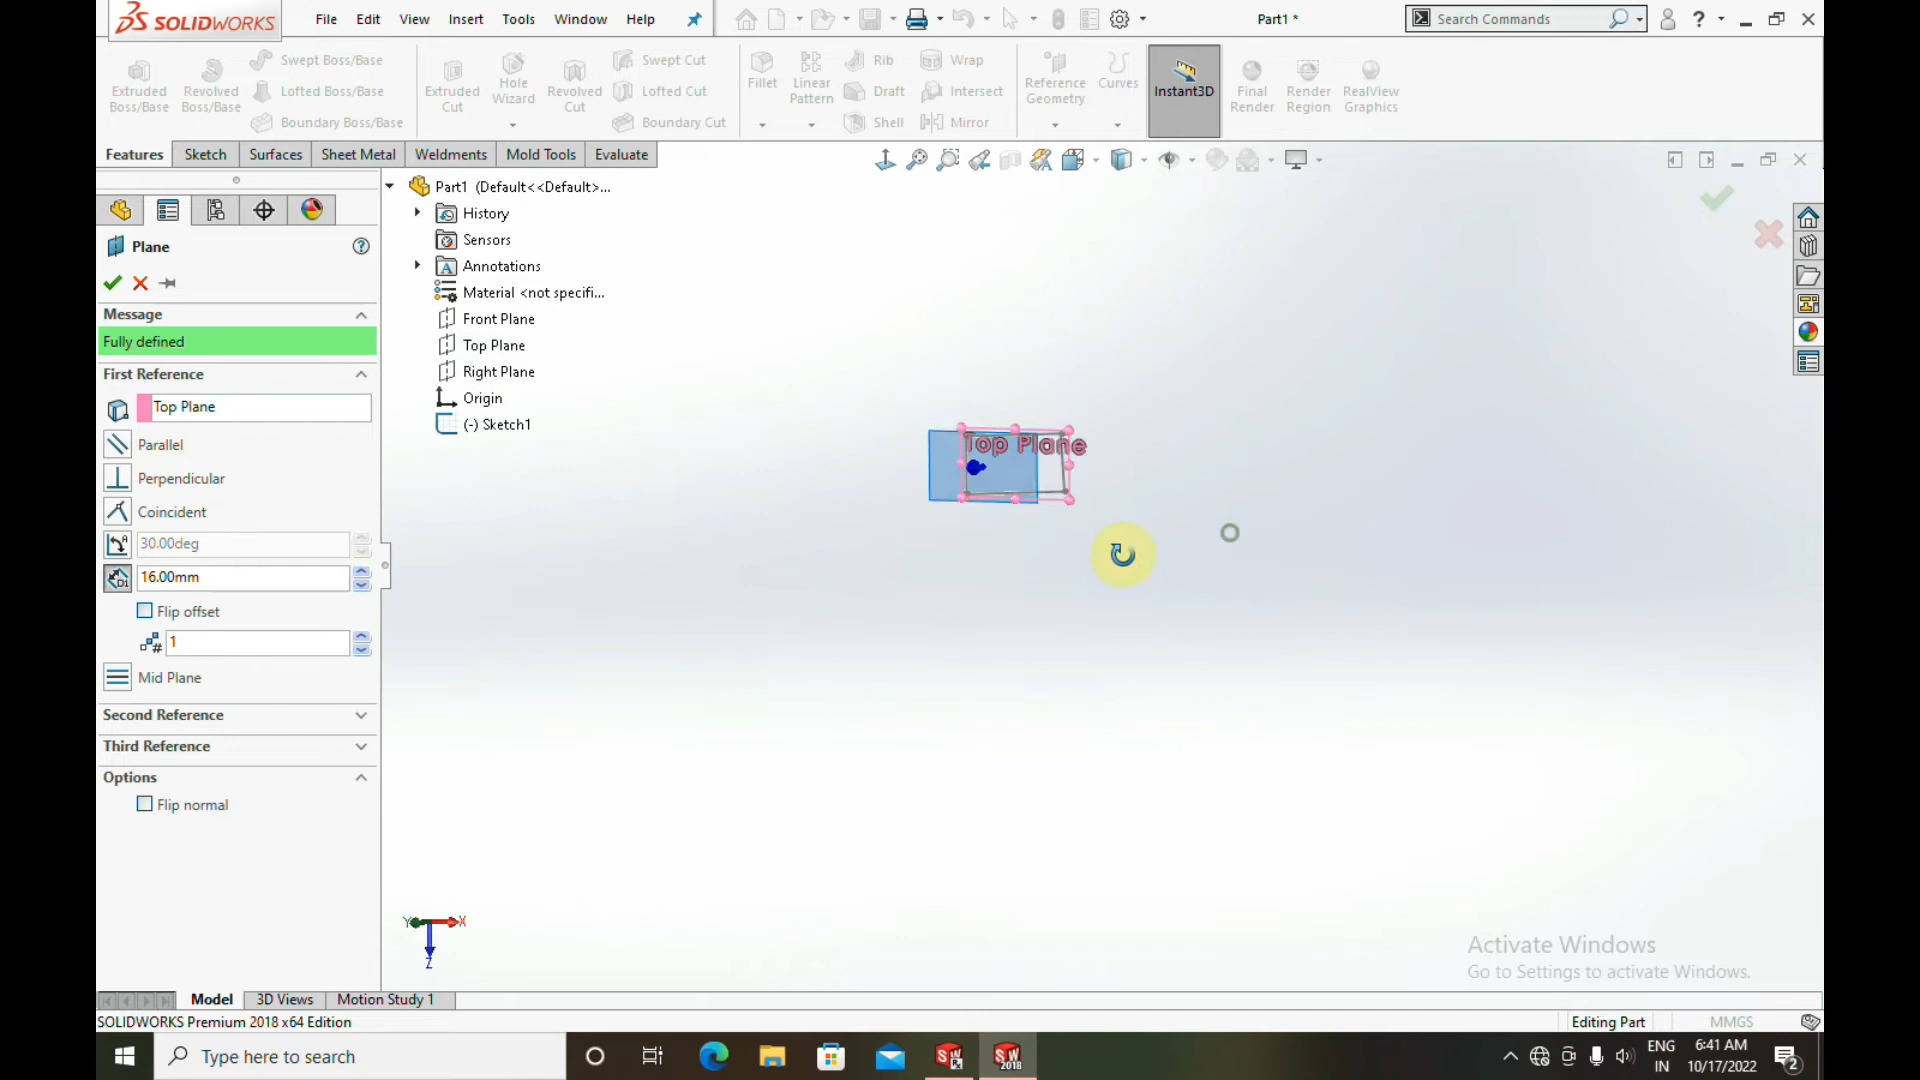 SOLIDWORKS File Edit View Insert Tools Window Help Part1 * Search Commands ?
Extruded Boss/Base
Revolved Boss/Base
Swept Boss/Base
Lofted Boss/Base
Boundary Boss/Base
Extruded Cut
Hole Wizard
Revolved Cut
Swept Cut
Lofted Cut
Boundary Cut
Fillet
Linear Pattern
Rib
Draft
Shell
Wrap
Intersect
Mirror
Reference Geometry
Curves
Instant3D
Final Render
Render Region
RealView Graphics
Features Sketch Surfaces Sheet Metal Weldments Mold Tools Evaluate
Plane
Message
Fully defined
First Reference
Top Plane
Parallel
Perpendicular
Coincident
30.00deg
16.00mm
Flip offset
1
Mid Plane
Second Reference
Third Reference
Options
Flip normal
Part1 (Default<<Default>...
History
Sensors
Annotations
Material <not specifi...
Front Plane
Top Plane
Right Plane
Origin
(-) Sketch1
Top Plane
Y X
Z
Activate Windows
Go to Settings to activate Windows.
Model 3D Views Motion Study 1
SOLIDWORKS Premium 2018 x64 Edition Editing Part MMGS
Type here to search
ENG
IN
6:41 AM
10/17/2022
2